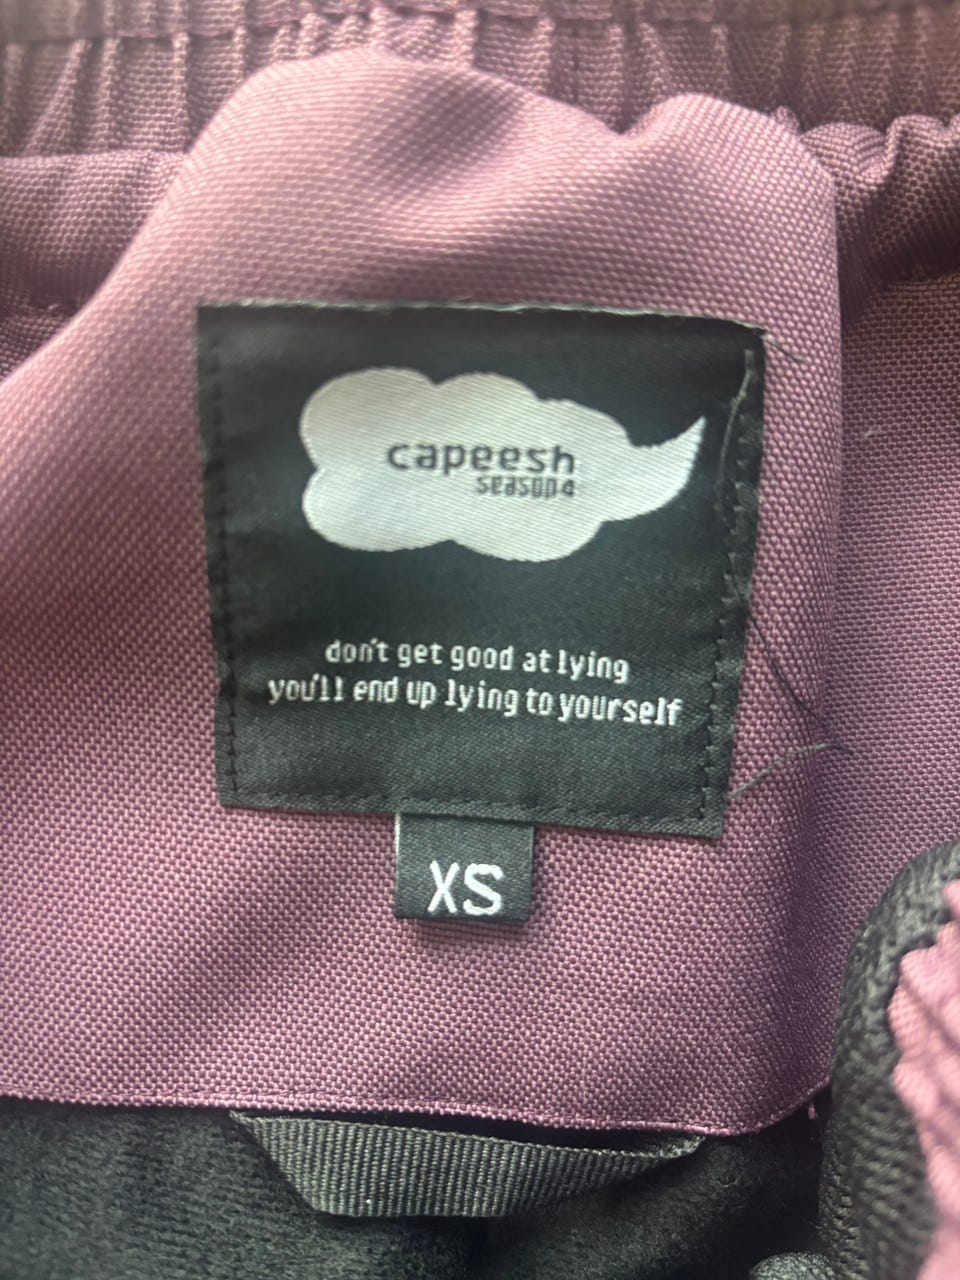 capeesh
season4
don't get good at lying
you'll end up lying to yourself
XS